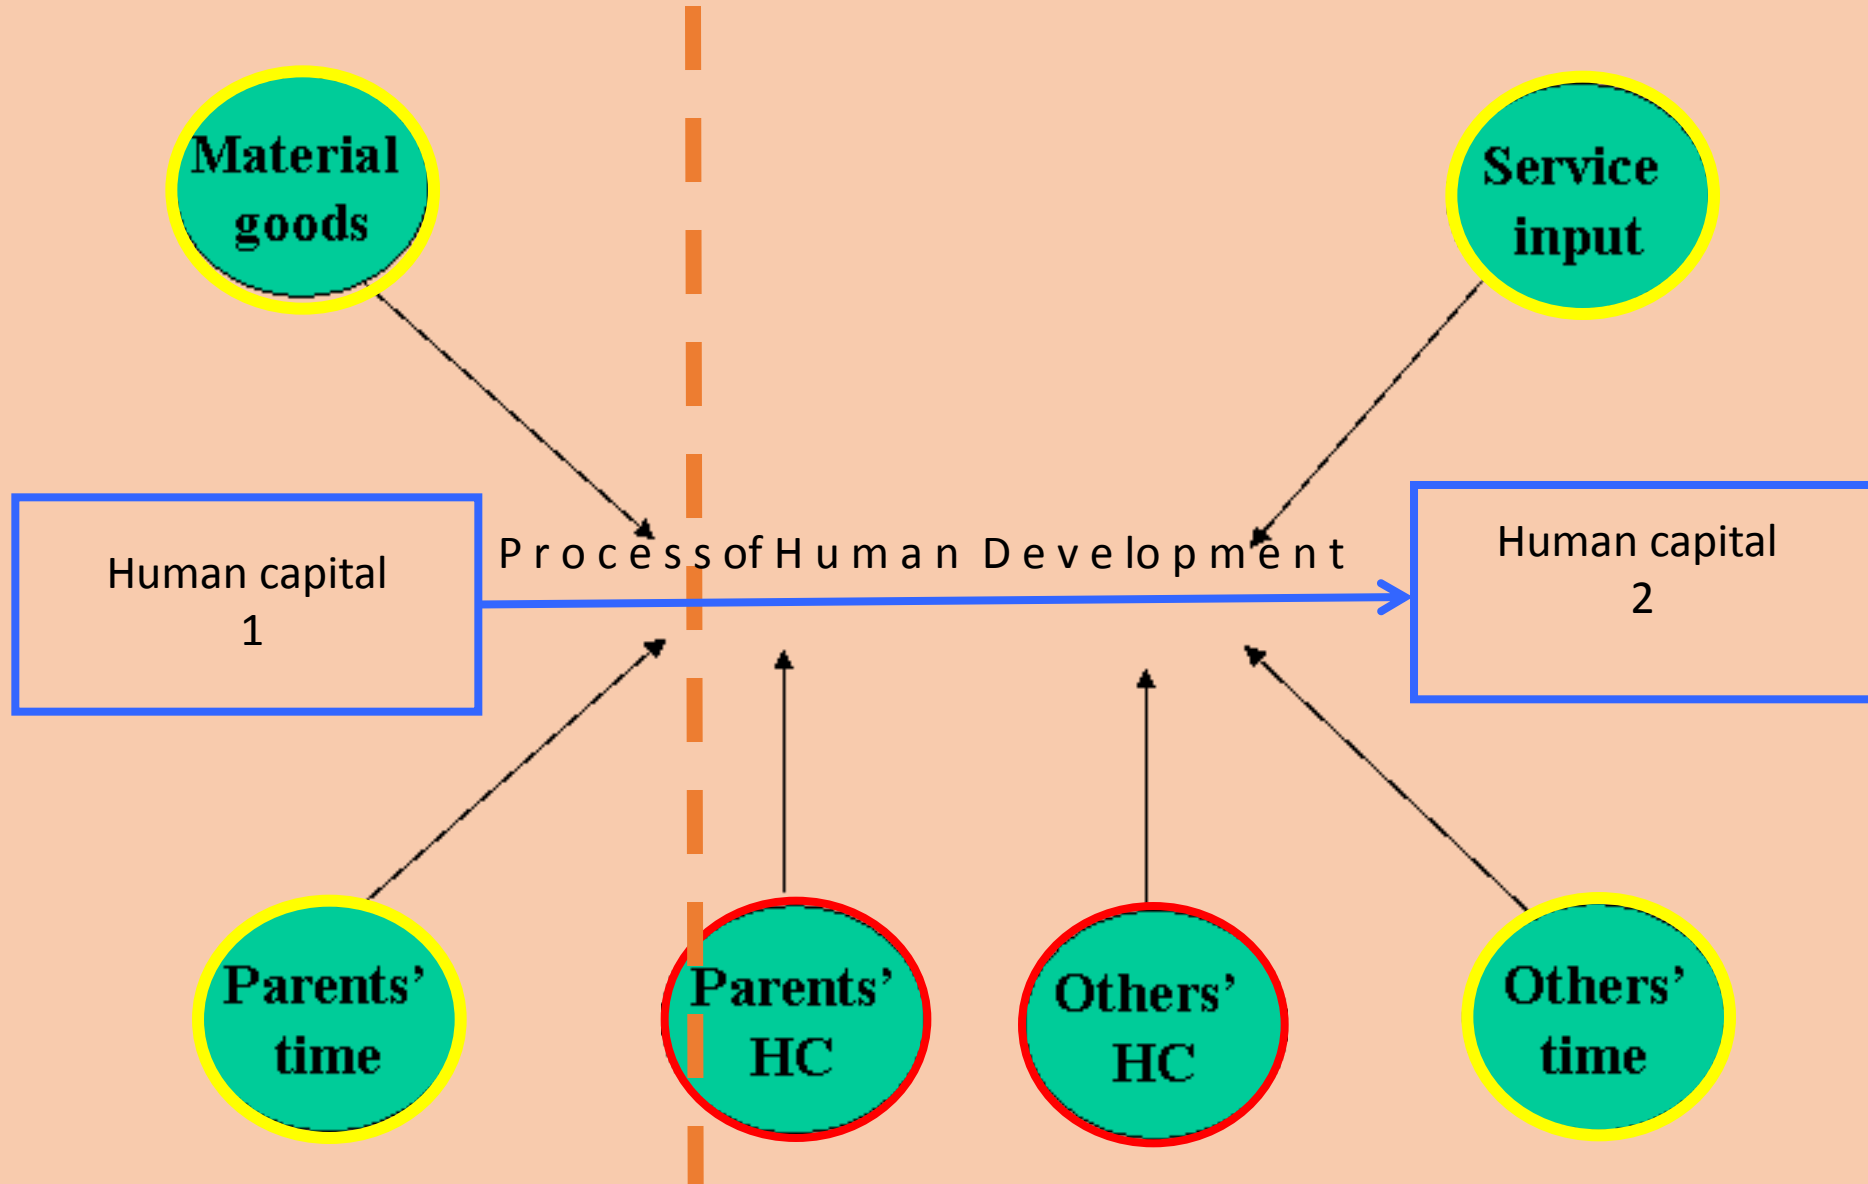 Material
goods
Service
input
Process of Human Development
Human capital
1
Human capital
2
Parents’
time
Parents’
HC
Others’
HC
Others’
time